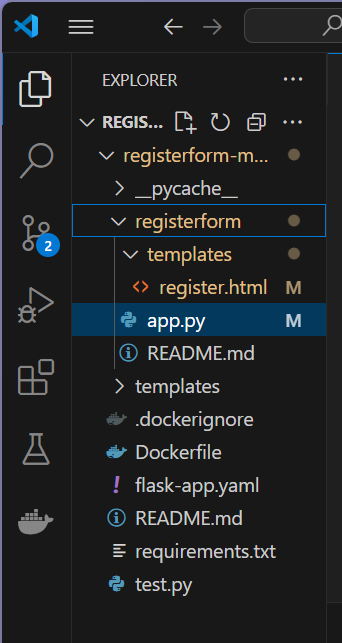 EXPLORER
REGIS...
registerform-m...
__pycache__
registerform
templates
register.html M
app.py M
README.md
templates
.dockerignore
Dockerfile
flask-app.yaml
README.md
requirements.txt
test.py
2